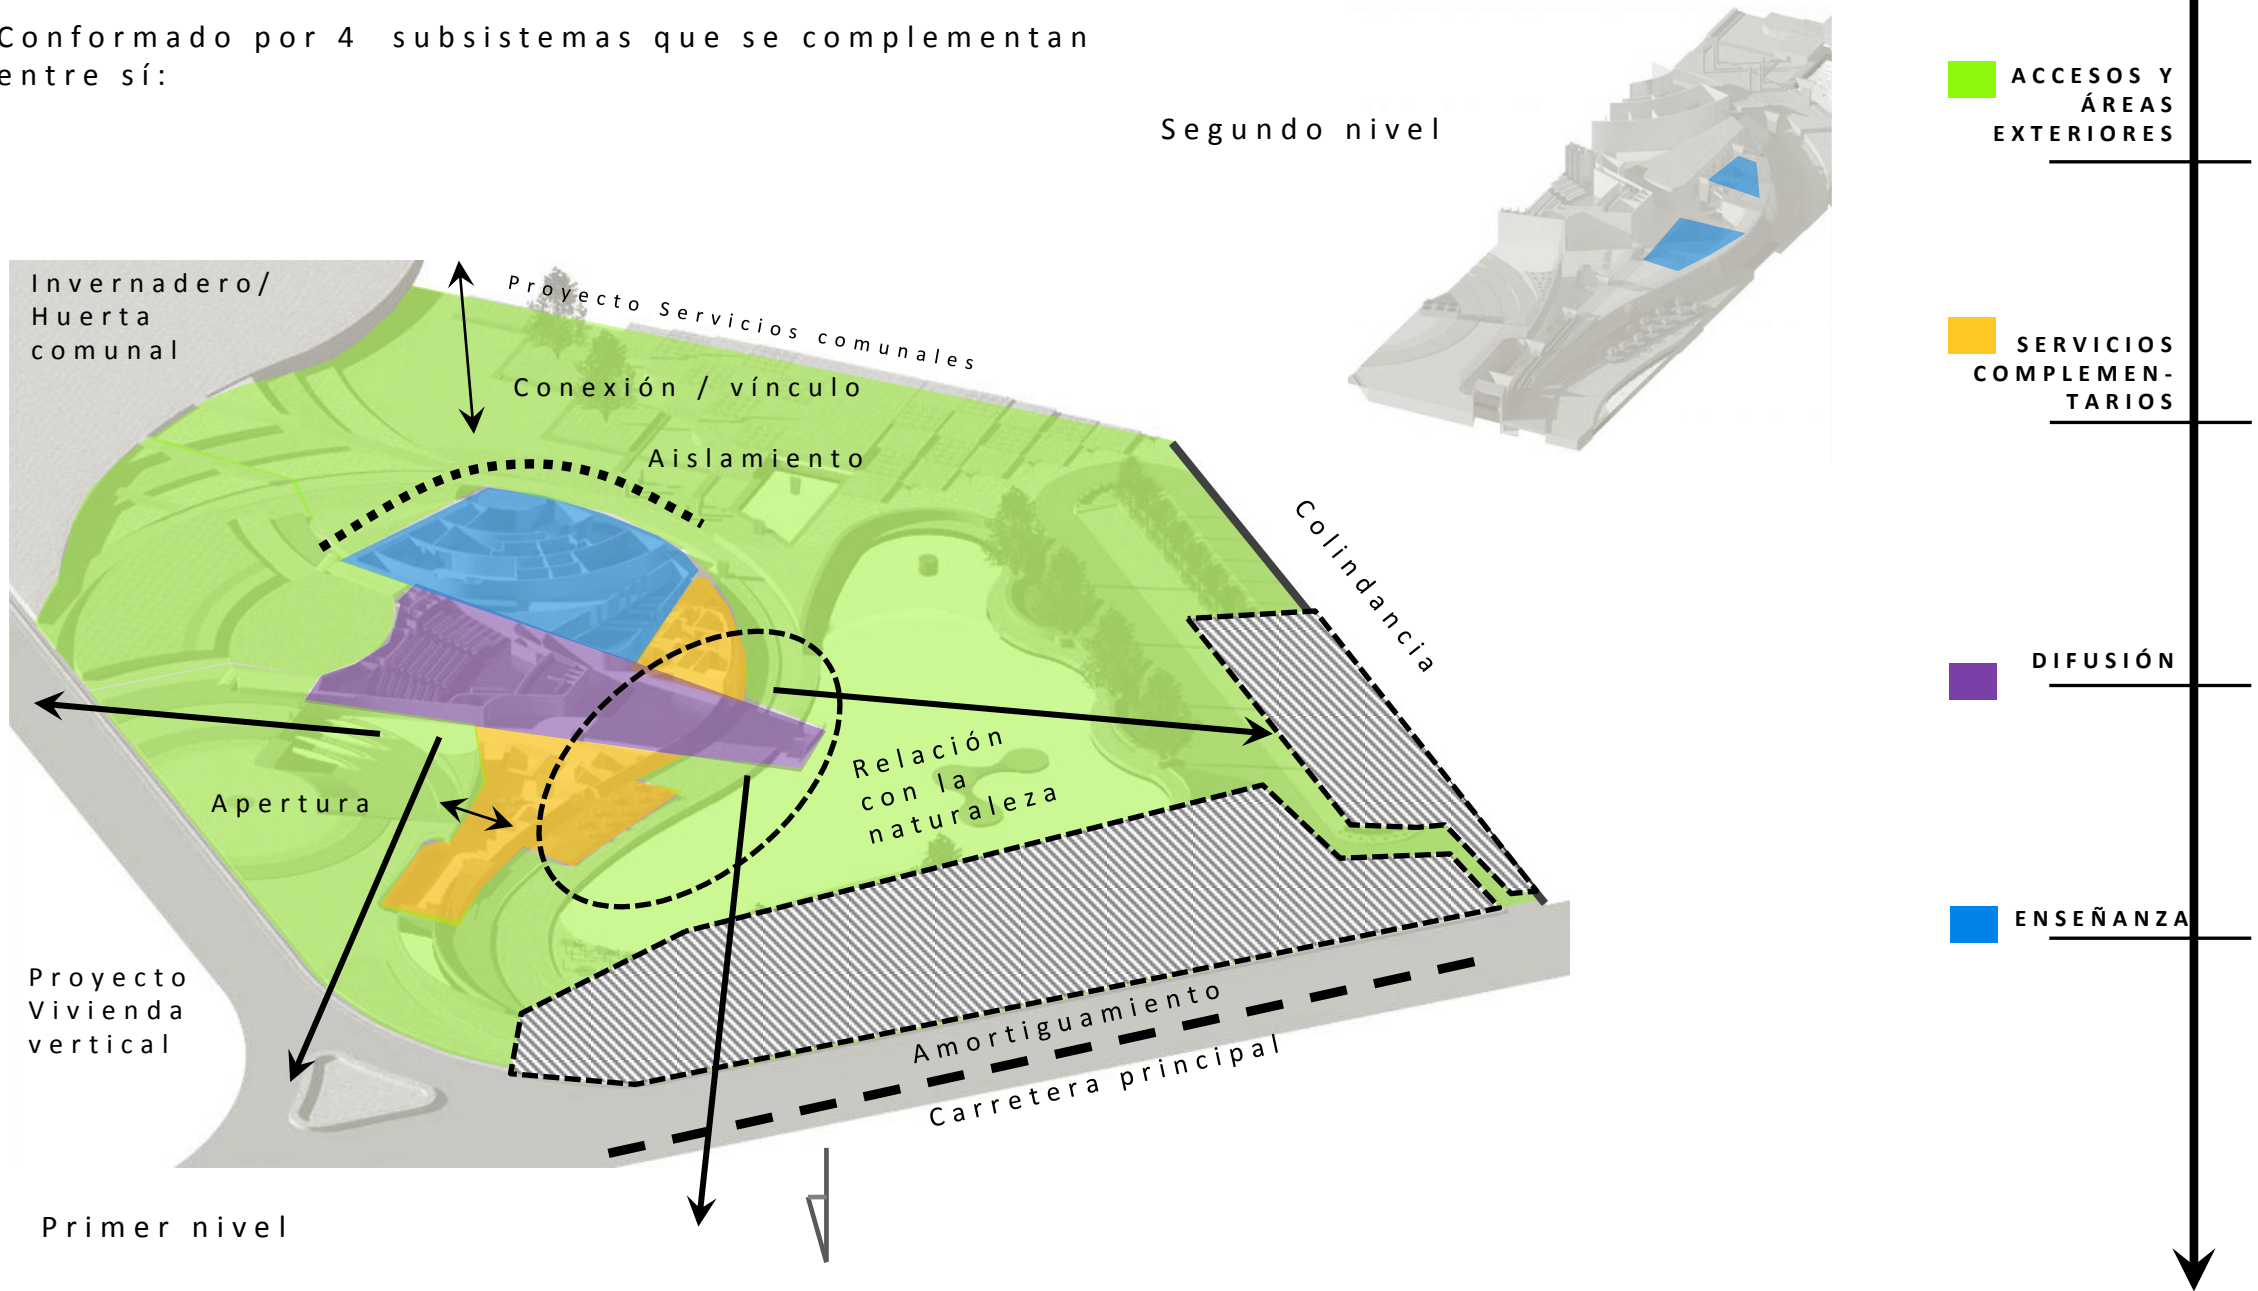 Conformado por 4 subsistemas que se complementan
entre sí:
Segundo nivel
Invernadero/
Huerta
comunal
Proyecto Servicios comunales
Conexión / vínculo
Aislamiento
Colindancia
Relación
con la
naturaleza
Apertura
Proyecto
Vivienda
vertical
Amortiguamiento
Carretera principal
Primer nivel
ACCESOS Y
ÁREAS
EXTERIORES
SERVICIOS
COMPLEMEN-
TARIOS
DIFUSIÓN
ENSEÑANZA